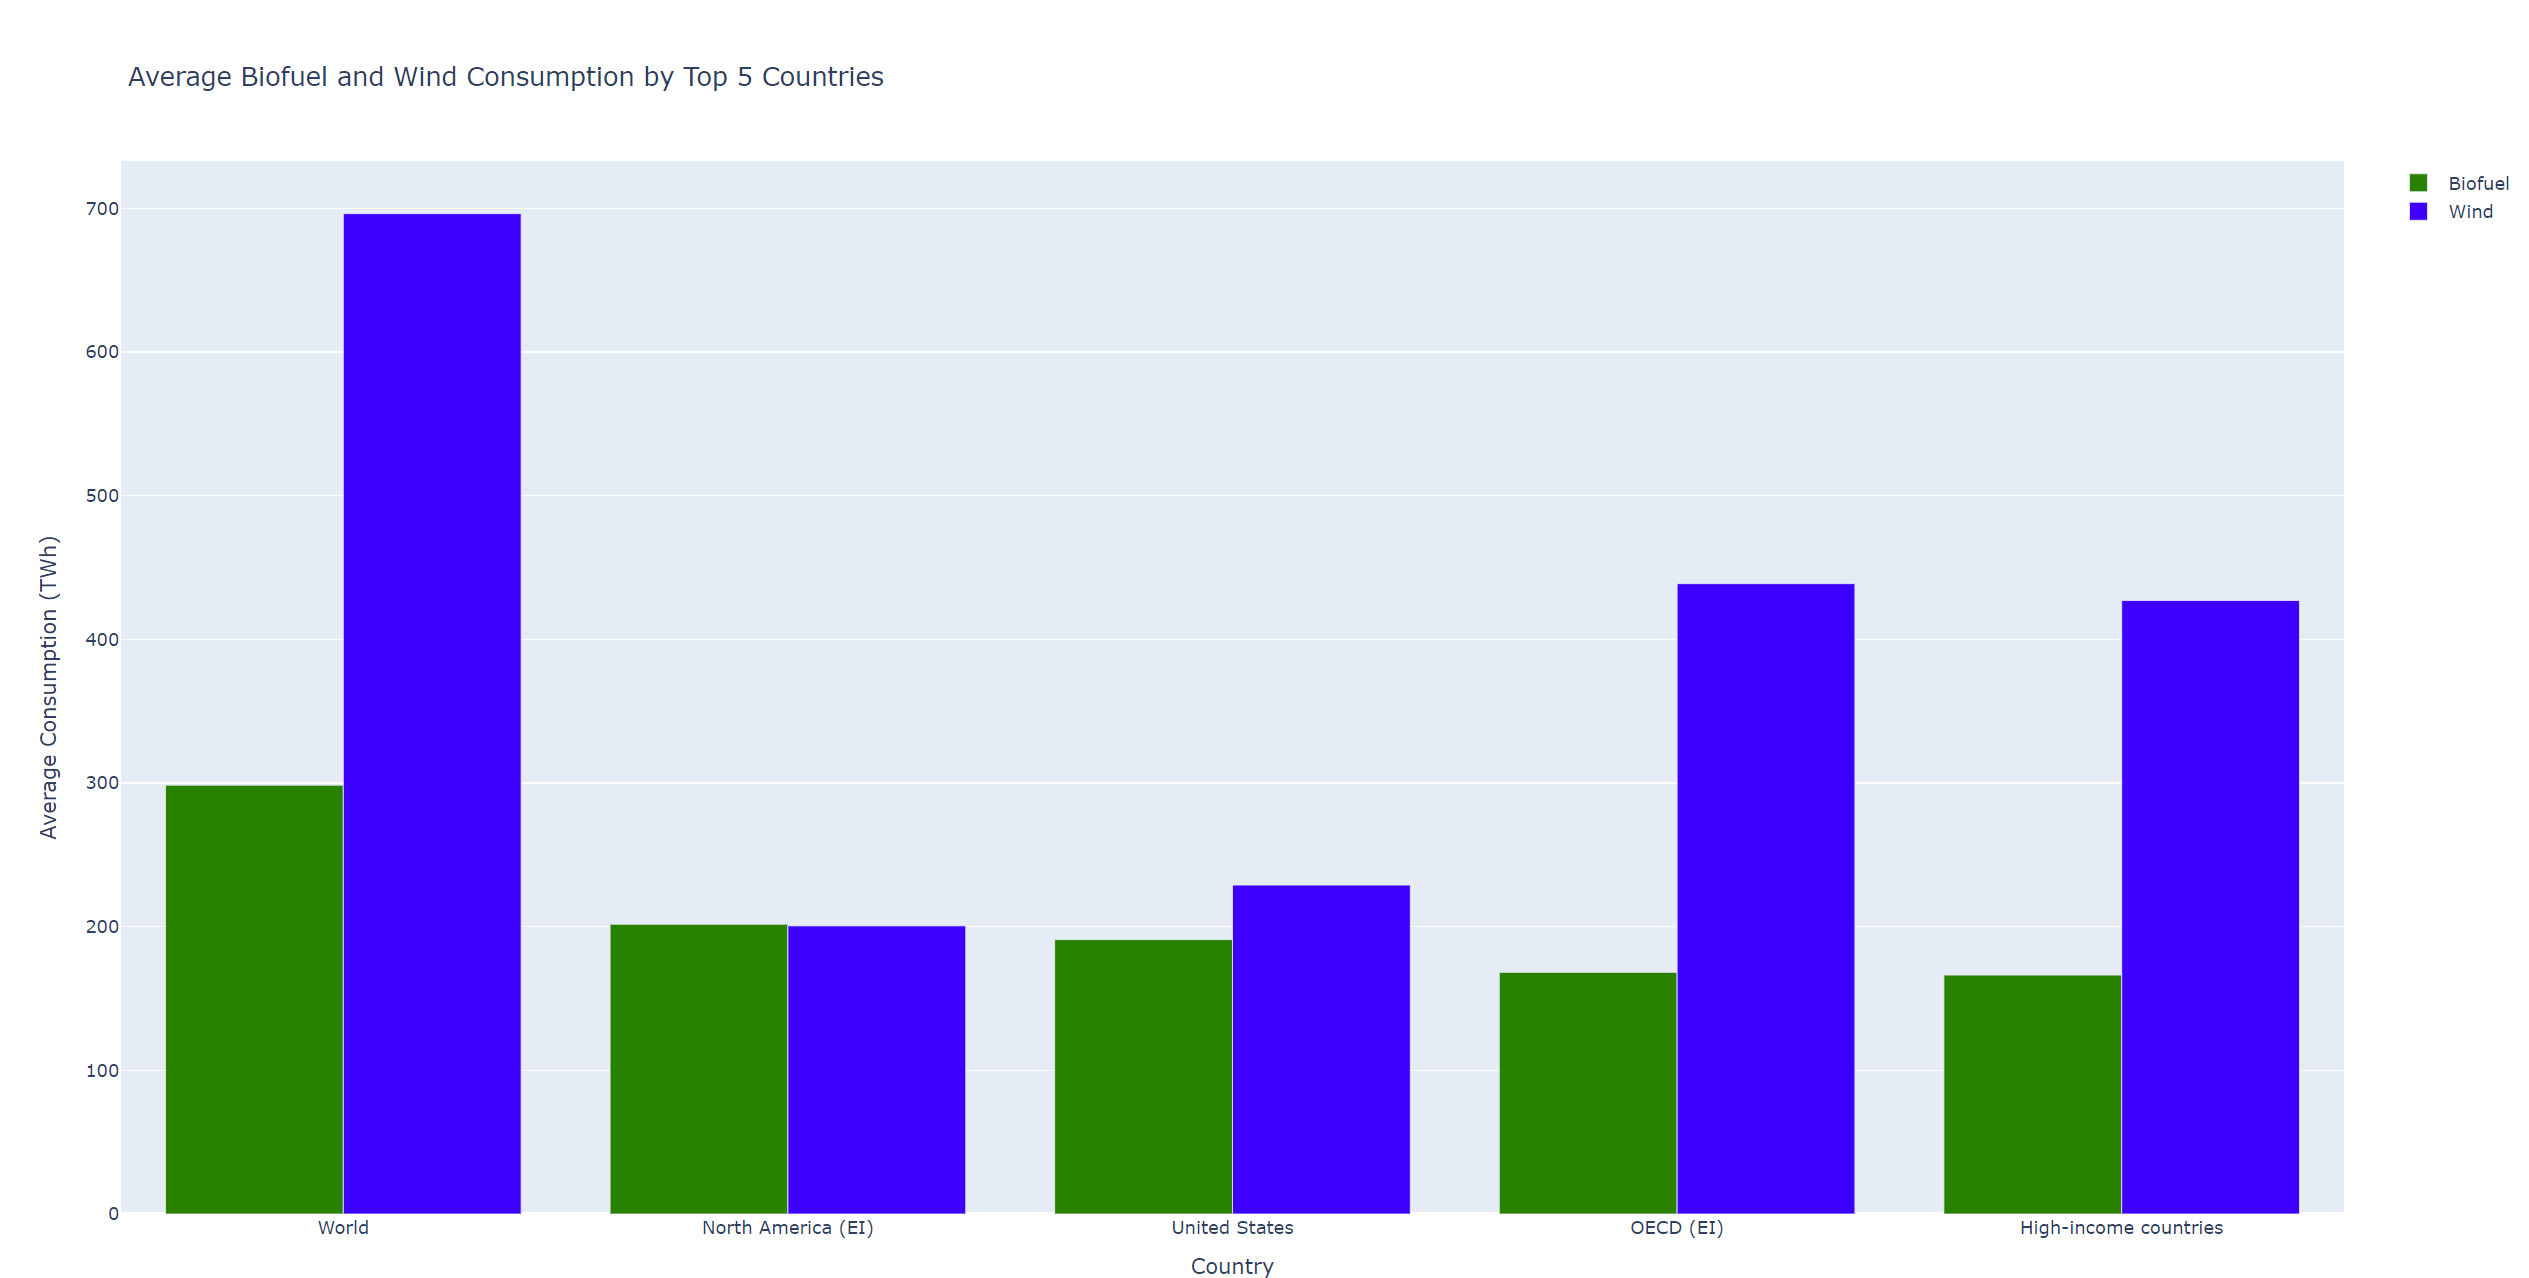 Average Biofuel and Wind Consumption by Top 5 Countries
Biofuel
Wind
Average Consumption (TWh)
700
600
500
400
300
200
100
0
World
North America (EI)
United States
OECD (EI)
High-income countries
Country